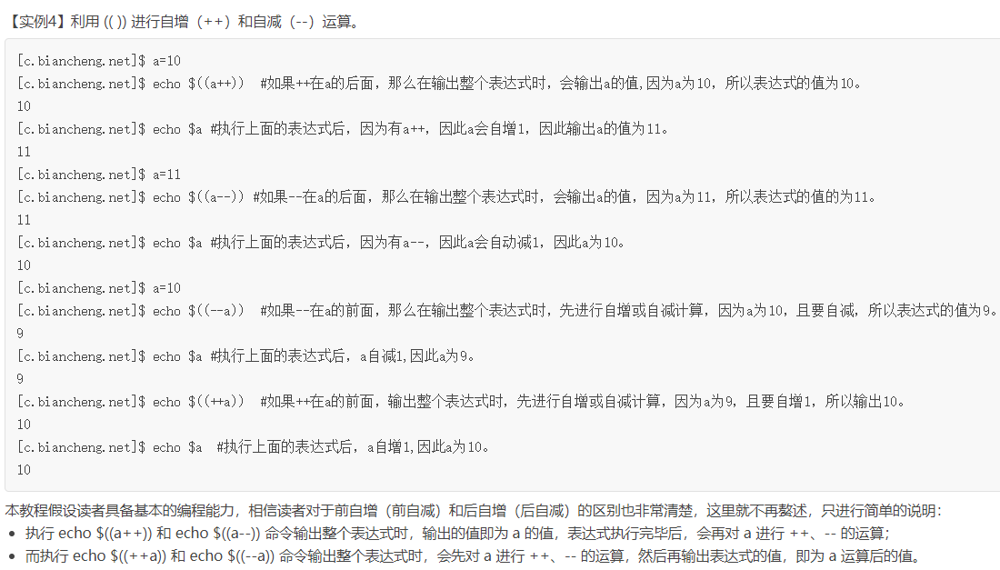 【实例4】利用 (( )) 进行自增（++）和自减（--）运算。
[c.biancheng.net]$ a=10
[c.biancheng.net]$ echo $((a++))  #如果++在a的后面，那么在输出整个表达式时，会输出a的值,因为a为10，所以表达式的值为10。
10
[c.biancheng.net]$ echo $a #执行上面的表达式后，因为有a++，因此a会自增1，因此输出a的值为11。
11
[c.biancheng.net]$ a=11
[c.biancheng.net]$ echo $((a--)) #如果--在a的后面，那么在输出整个表达式时，会输出a的值，因为a为11，所以表达式的值的为11。
11
[c.biancheng.net]$ echo $a #执行上面的表达式后，因为有a--，因此a会自动减1，因此a为10。
10
[c.biancheng.net]$ a=10
[c.biancheng.net]$ echo $((--a))  #如果--在a的前面，那么在输出整个表达式时，先进行自增或自减计算，因为a为10，且要自减，所以表达式的值为9。
9
[c.biancheng.net]$ echo $a #执行上面的表达式后，a自减1,因此a为9。
9
[c.biancheng.net]$ echo $((++a))  #如果++在a的前面，输出整个表达式时，先进行自增或自减计算，因为a为9，且要自增1，所以输出10。
10
[c.biancheng.net]$ echo $a  #执行上面的表达式后，a自增1,因此a为10。
10
本教程假设读者具备基本的编程能力，相信读者对于前自增（前自减）和后自增（后自减）的区别也非常清楚，这里就不再赘述，只进行简单的说明：
• 执行 echo $((a++)) 和 echo $((a--)) 命令输出整个表达式时，输出的值即为 a 的值，表达式执行完毕后，会再对 a 进行 ++、-- 的运算；
• 而执行 echo $((++a)) 和 echo $((--a)) 命令输出整个表达式时，会先对 a 进行 ++、-- 的运算，然后再输出表达式的值，即为 a 运算后的值。